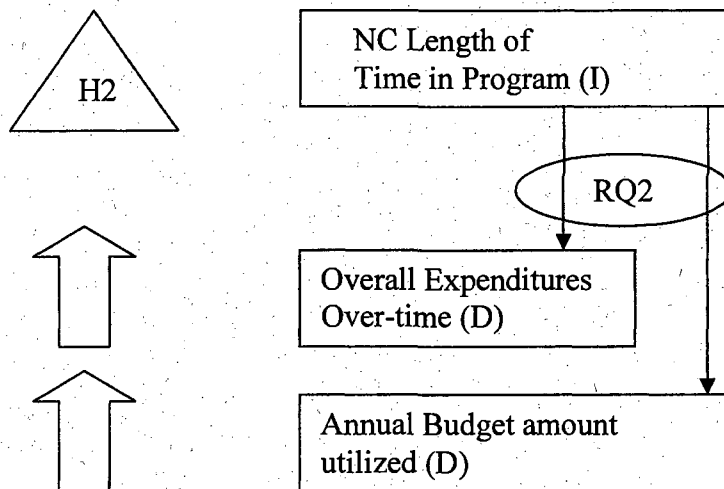 H2
NC Length of
Time in Program (I)
RQ2
Overall Expenditures
Over-time (D)
Annual Budget amount
utilized (D)